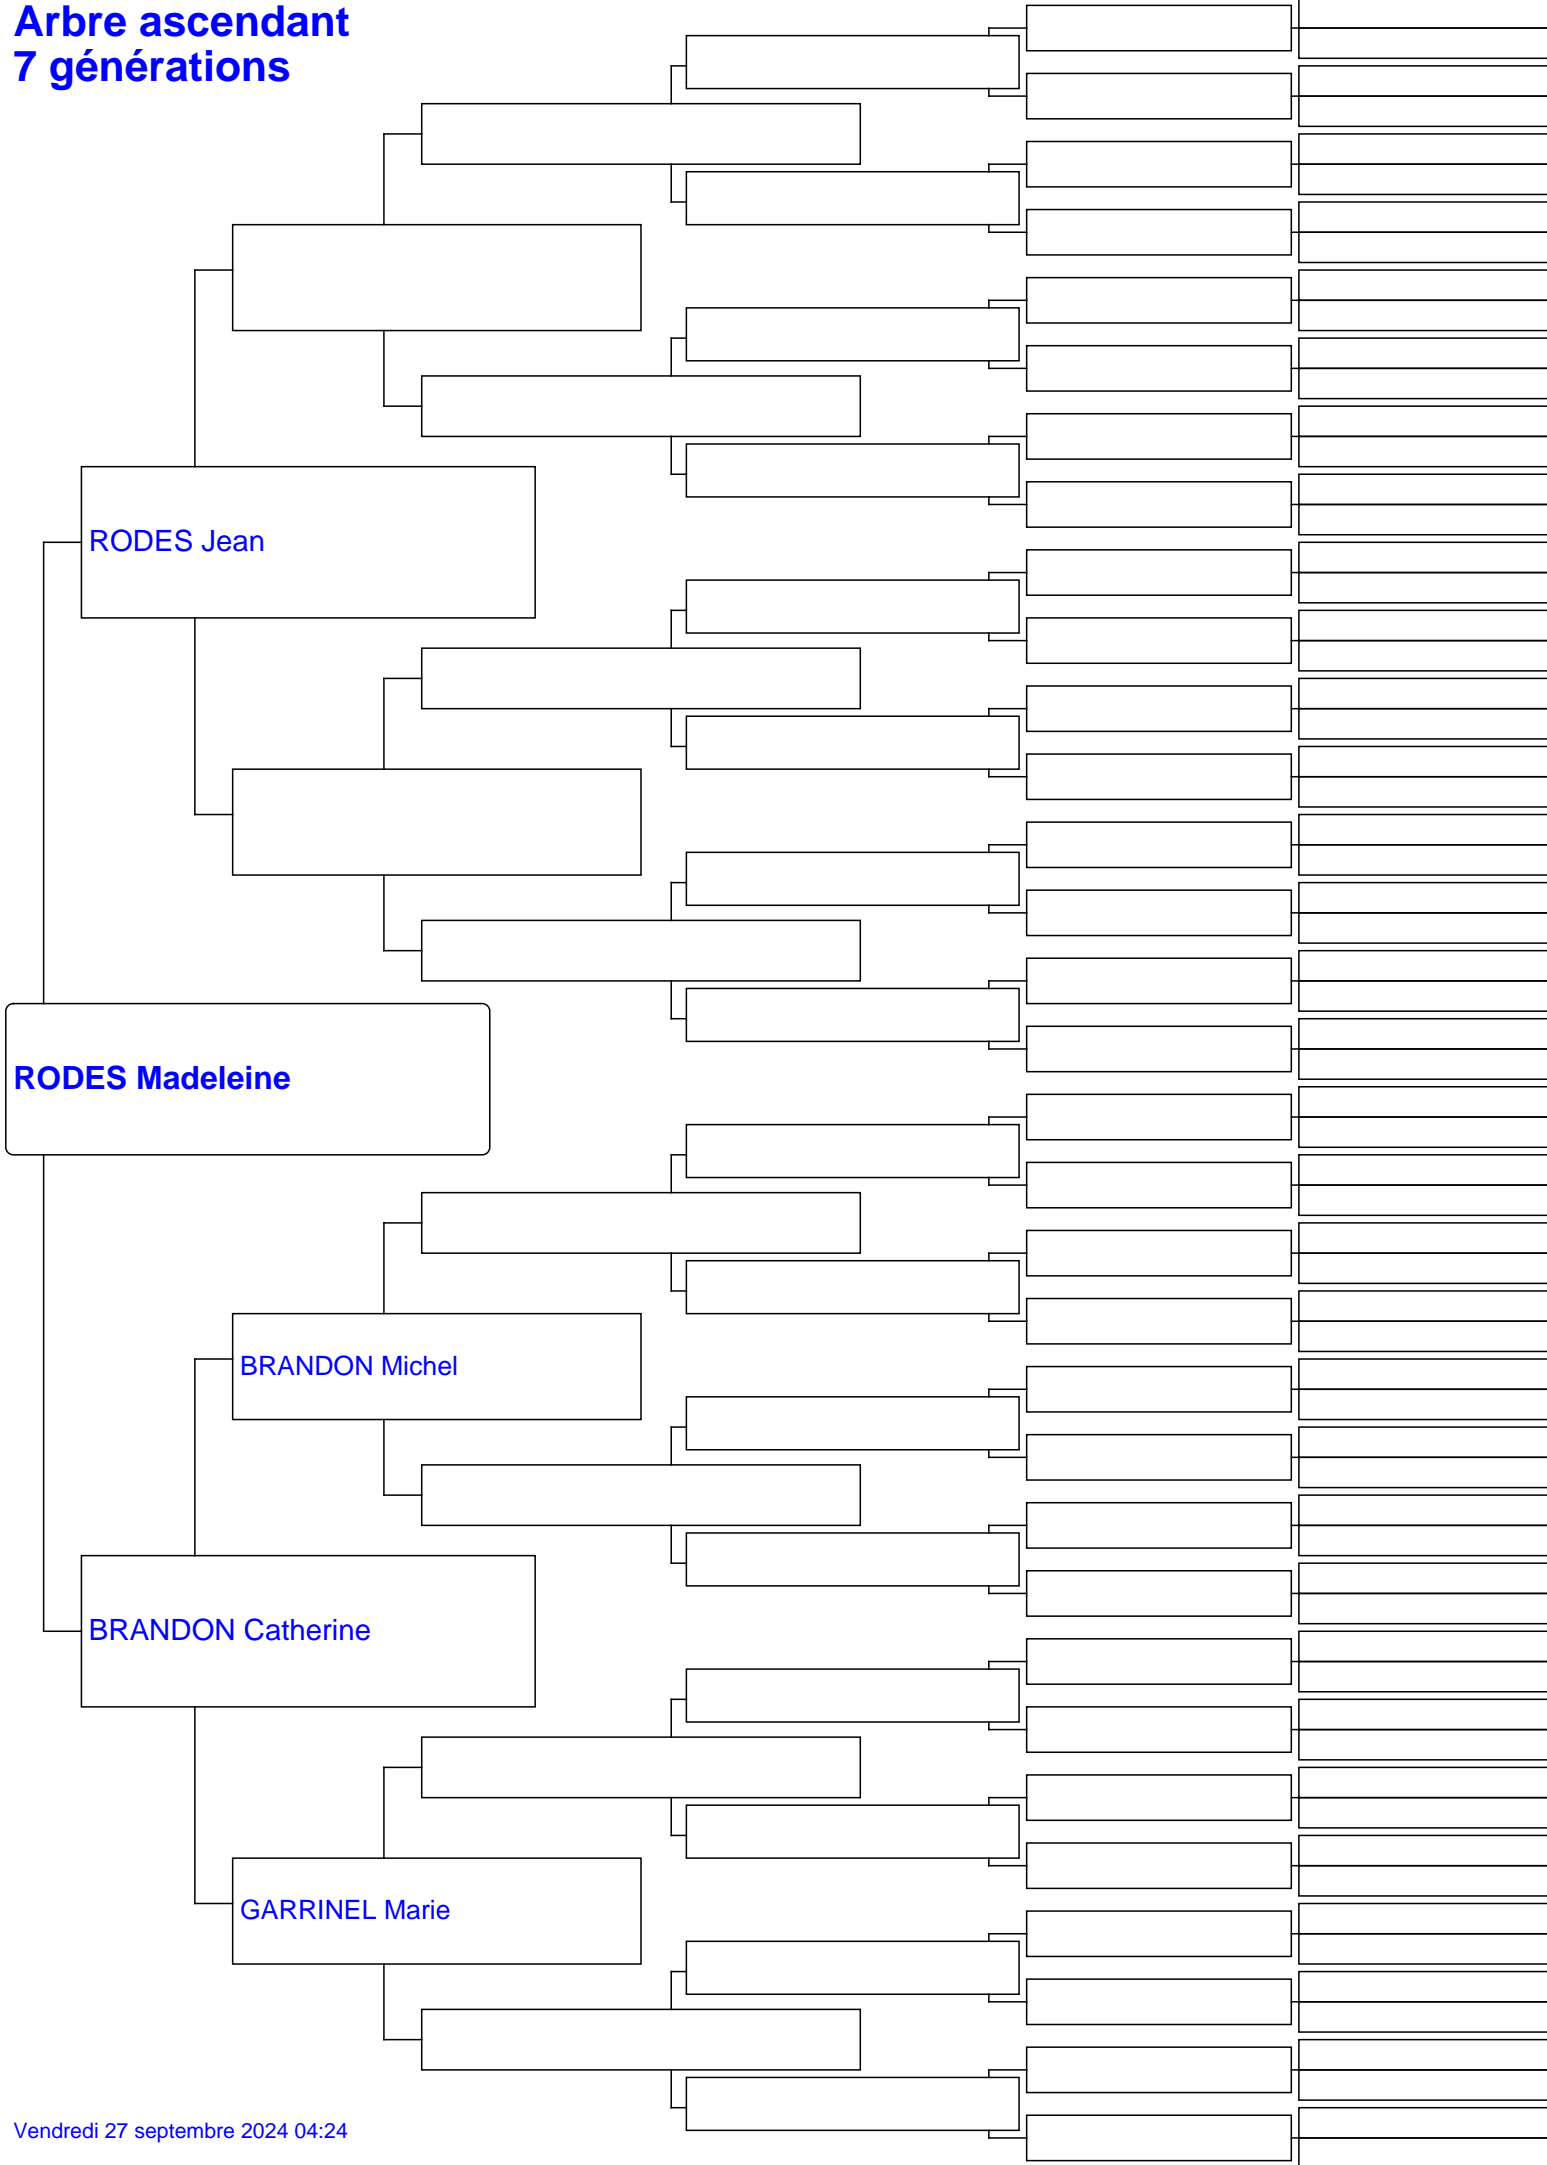 Arbre ascendant
7 générations
RODES Jean
RODES Madeleine
BRANDON Michel
BRANDON Catherine
GARRINEL Marie
Vendredi 27 septembre 2024 04:24